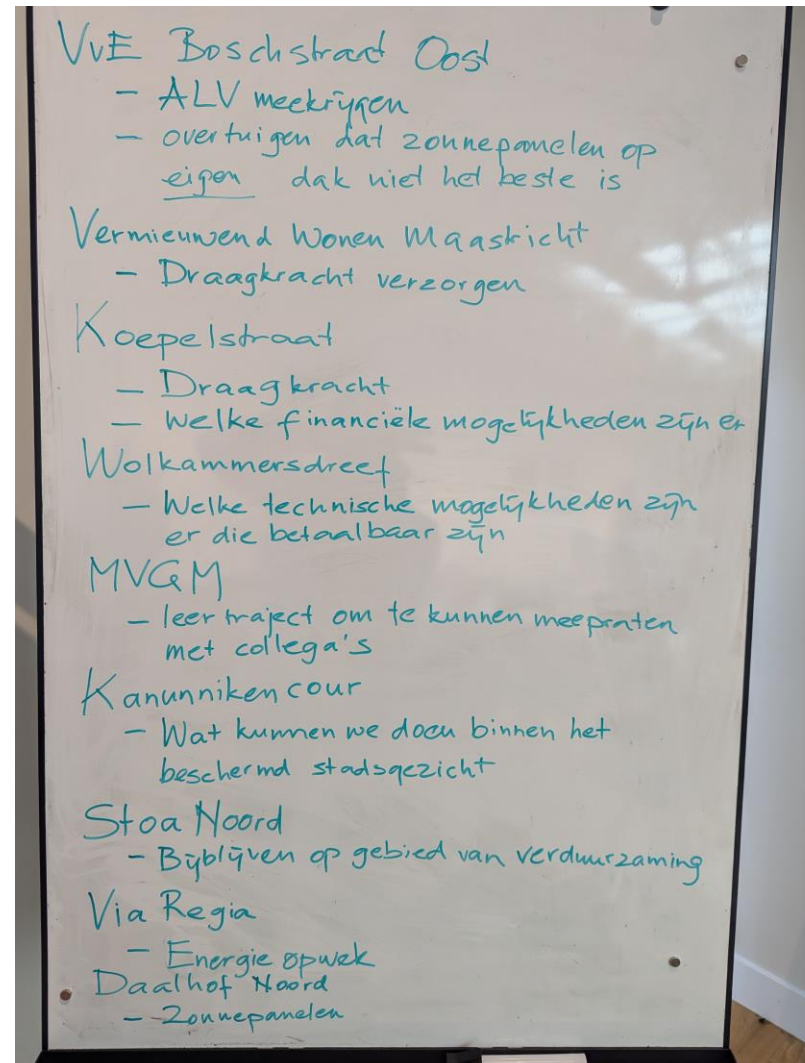 VvE Boschstraat Oost
- ALV meekrijgen
- overtuigen dat zonnepanelen op
eigen dak niet het beste is
Vernieuwend Wonen Maastricht
- Draagkracht verzorgen
Koepelstraat
- Draagkracht
- Welke financiële mogelijkheden zijn er
Wolkammersdreef
- Welke technische mogelijkheden zijn
er die betaalbaar zijn
MVGM
- leertraject om te kunnen meepraten
met collega's
Kanunnikencour
- Wat kunnen we doen binnen het
beschermd stadsgezicht
Stoa Noord
- Bijblijven op gebied van verduurzaming
Via Regia
- Energie opwek
Daalhof Noord
- Zonnepanelen